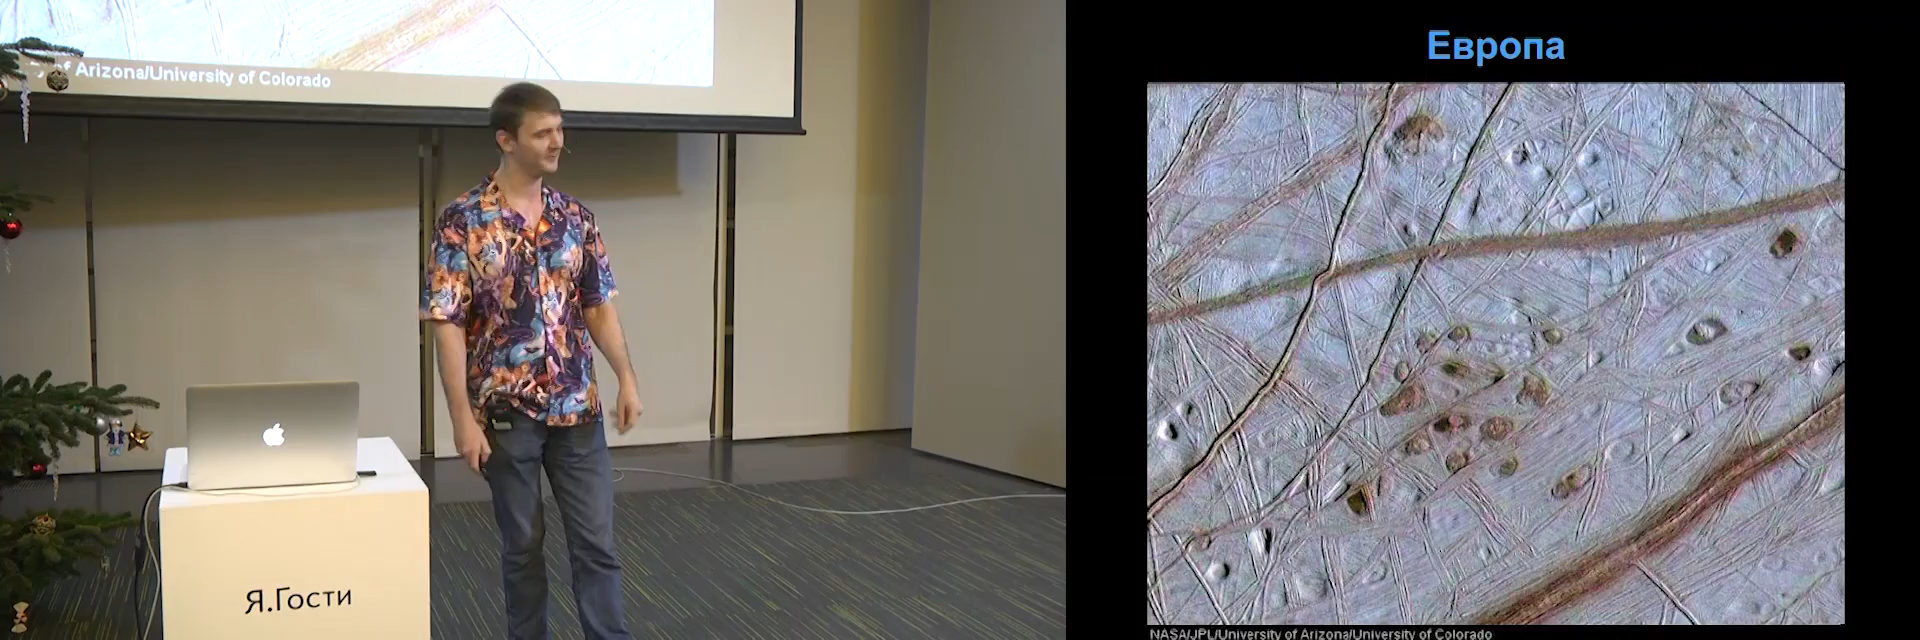 of Arizona/University of Colorado
Я.Гости
Европа
NASA/JPL/University of Arizona/University of Colorado